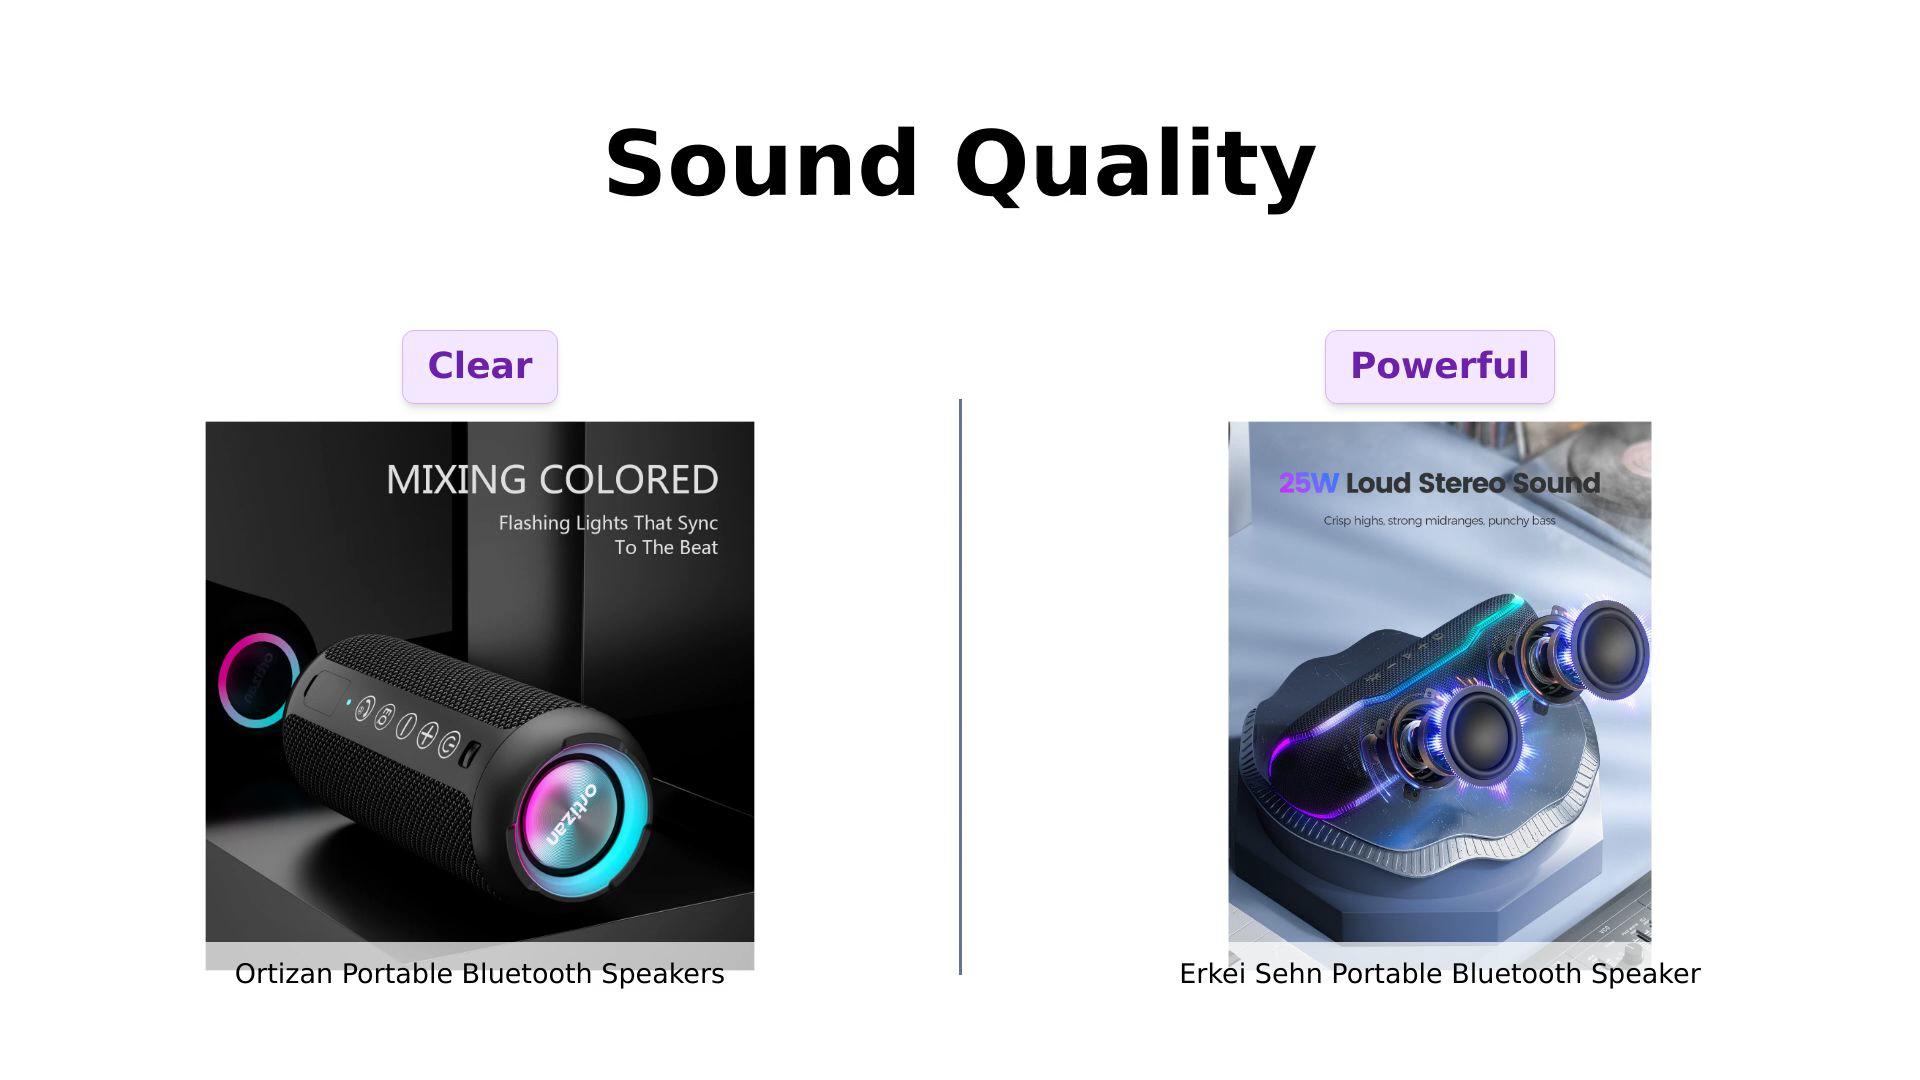 Sound Quality
Clear
MIXING COLORED
Flashing Lights That Sync
To The Beat
ortizan
ortizan
Ortizan Portable Bluetooth Speakers
Powerful
25W Loud Stereo Sound
Crisp highs, strong midranges, punchy bass
Erkei Sehn Portable Bluetooth Speaker